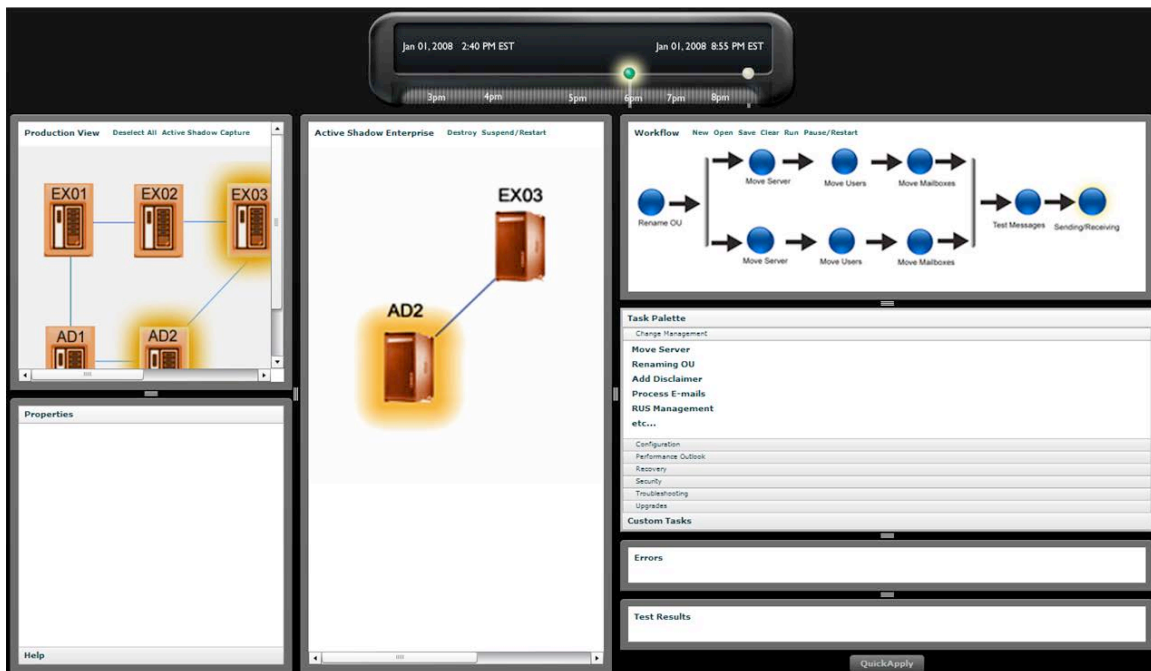 Jan 01, 2008 2:40 PM EST
Jan 01, 2008 8:55 PM EST
3pm 4pm 5pm 6pm 7pm 8pm
Production View Deselect All Active Shadow Capture
EX01 EX02 EX03
AD1 AD2
Properties
Help
Active Shadow Enterprise Destroy Suspend/Restart
EX03
AD2
Workflow New Open Save Clear Run Pause/Restart
Move Server Move Users Move Mailboxes
Rename OU
Test Messages Sending/Receiving
Move Server Move Users Move Mailboxes
Task Palette
Change Management
Move Server
Renaming OU
Add Disclaimer
Process E-mails
RUS Management
etc...
Configuration
Performance Outlook
Recovery
Security
Troubleshooting
Upgrades
Custom Tasks
Errors
Test Results
QuickApply